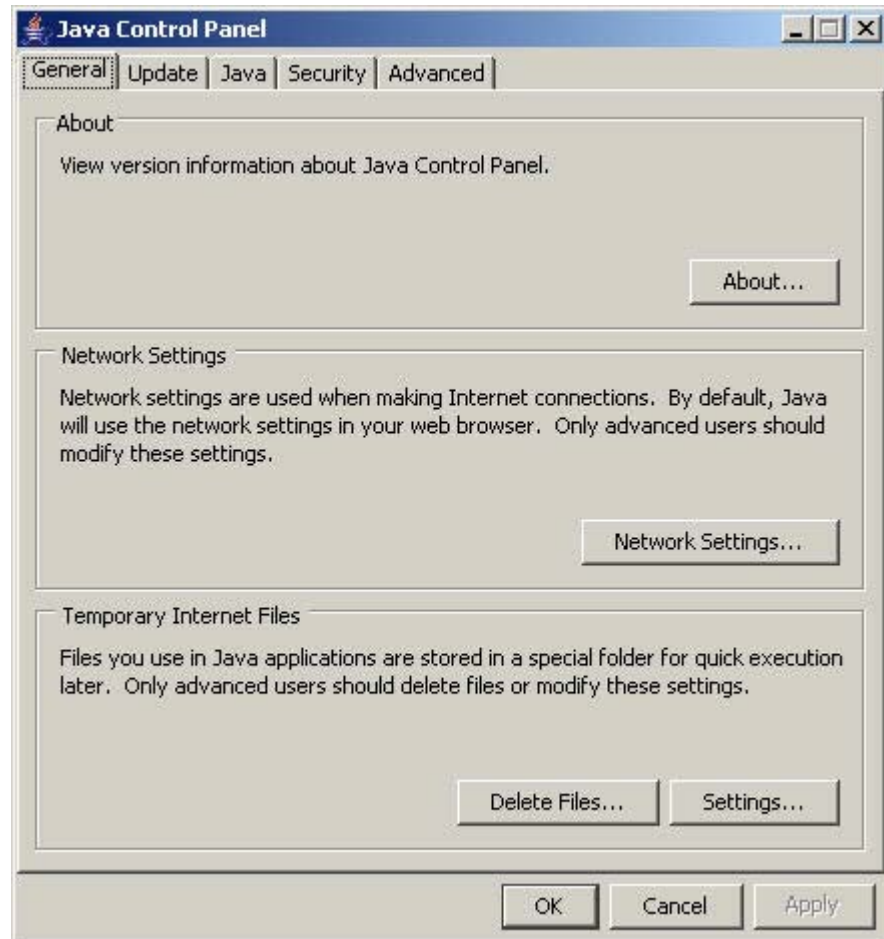 Java Control Panel
General Update Java Security Advanced
About
View version information about Java Control Panel.
About...
Network Settings
Network settings are used when making Internet connections.  By default, Java
will use the network settings in your web browser.  Only advanced users should
modify these settings.
Network Settings...
Temporary Internet Files
Files you use in Java applications are stored in a special folder for quick execution
later.  Only advanced users should delete files or modify these settings.
Delete Files... Settings...
OK Cancel Apply